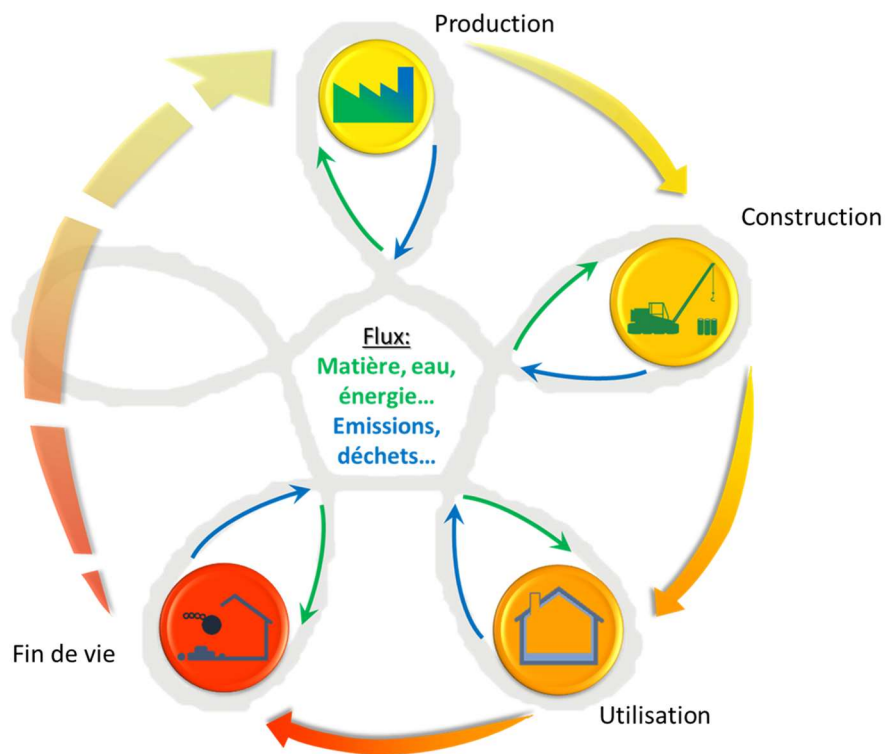 Production
Construction
Flux:
Matière, eau,
énergie...
Emissions,
déchets...
Fin de vie
Utilisation